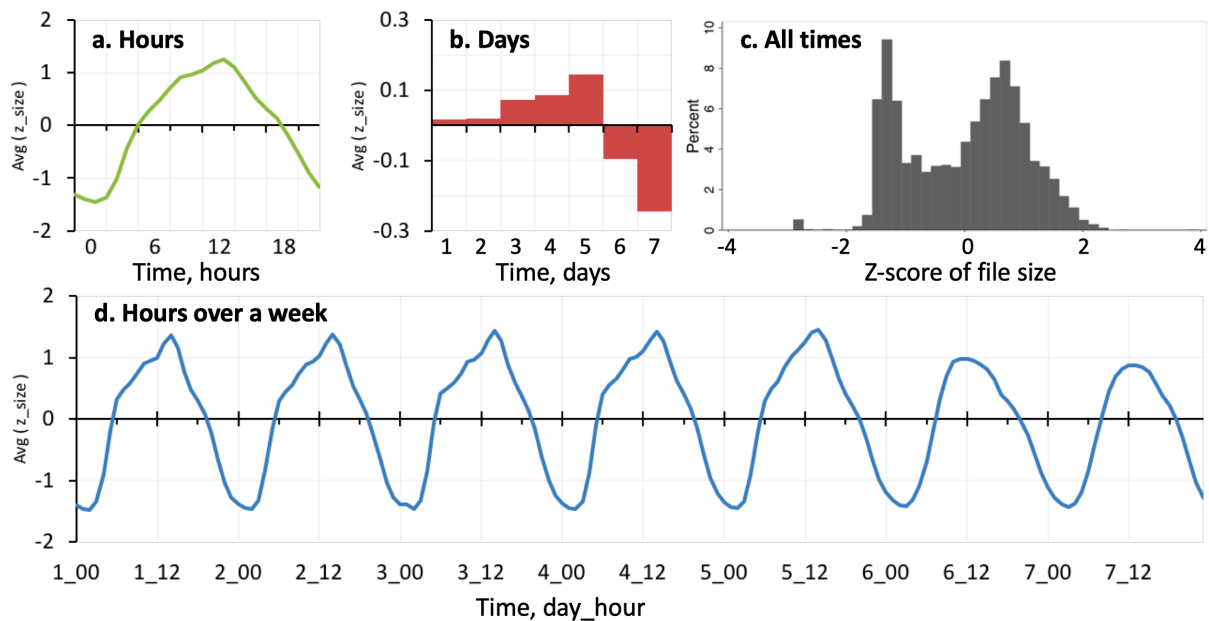 a. Hours
2
1
0
-1
-2
Avg ( z_size )
0 6 12 18
Time, hours
b. Days
0.3
0.1
-0.1
-0.3
Avg ( z_size )
1 2 3 4 5 6 7
Time, days
c. All times
10
8
6
4
2
0
Percent
-4 -2 0 2 4
Z-score of file size
d. Hours over a week
2
1
0
-1
-2
Avg ( z_size )
1_00 1_12 2_00 2_12 3_00 3_12 4_00 4_12 5_00 5_12 6_00 6_12 7_00 7_12
Time, day_hour